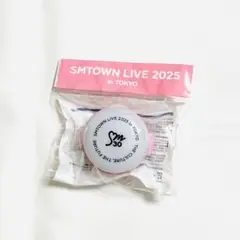 SMTOWN LIVE 2025
in TOKYO
SMTOWN LIVE 2025 in TOKYO
Sm
30
THE CULTURE, THE FUTURE